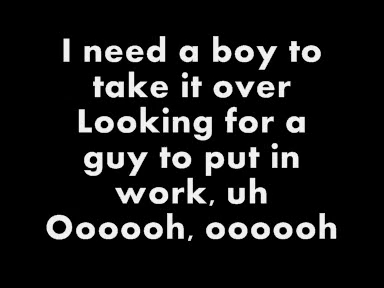 I need a boy to
take it over
Looking for a
guy to put in
work, uh
Oooooh, oooooh